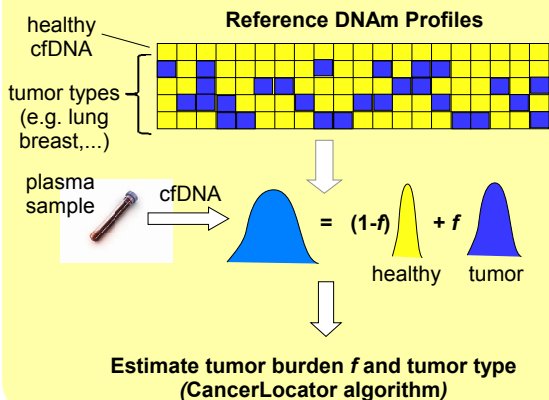 Reference DNAm Profiles
healthy
cfDNA
tumor types
(e.g. lung
breast,...)
plasma
sample
cfDNA
= (1-f) + f
healthy tumor
Estimate tumor burden f and tumor type
(CancerLocator algorithm)